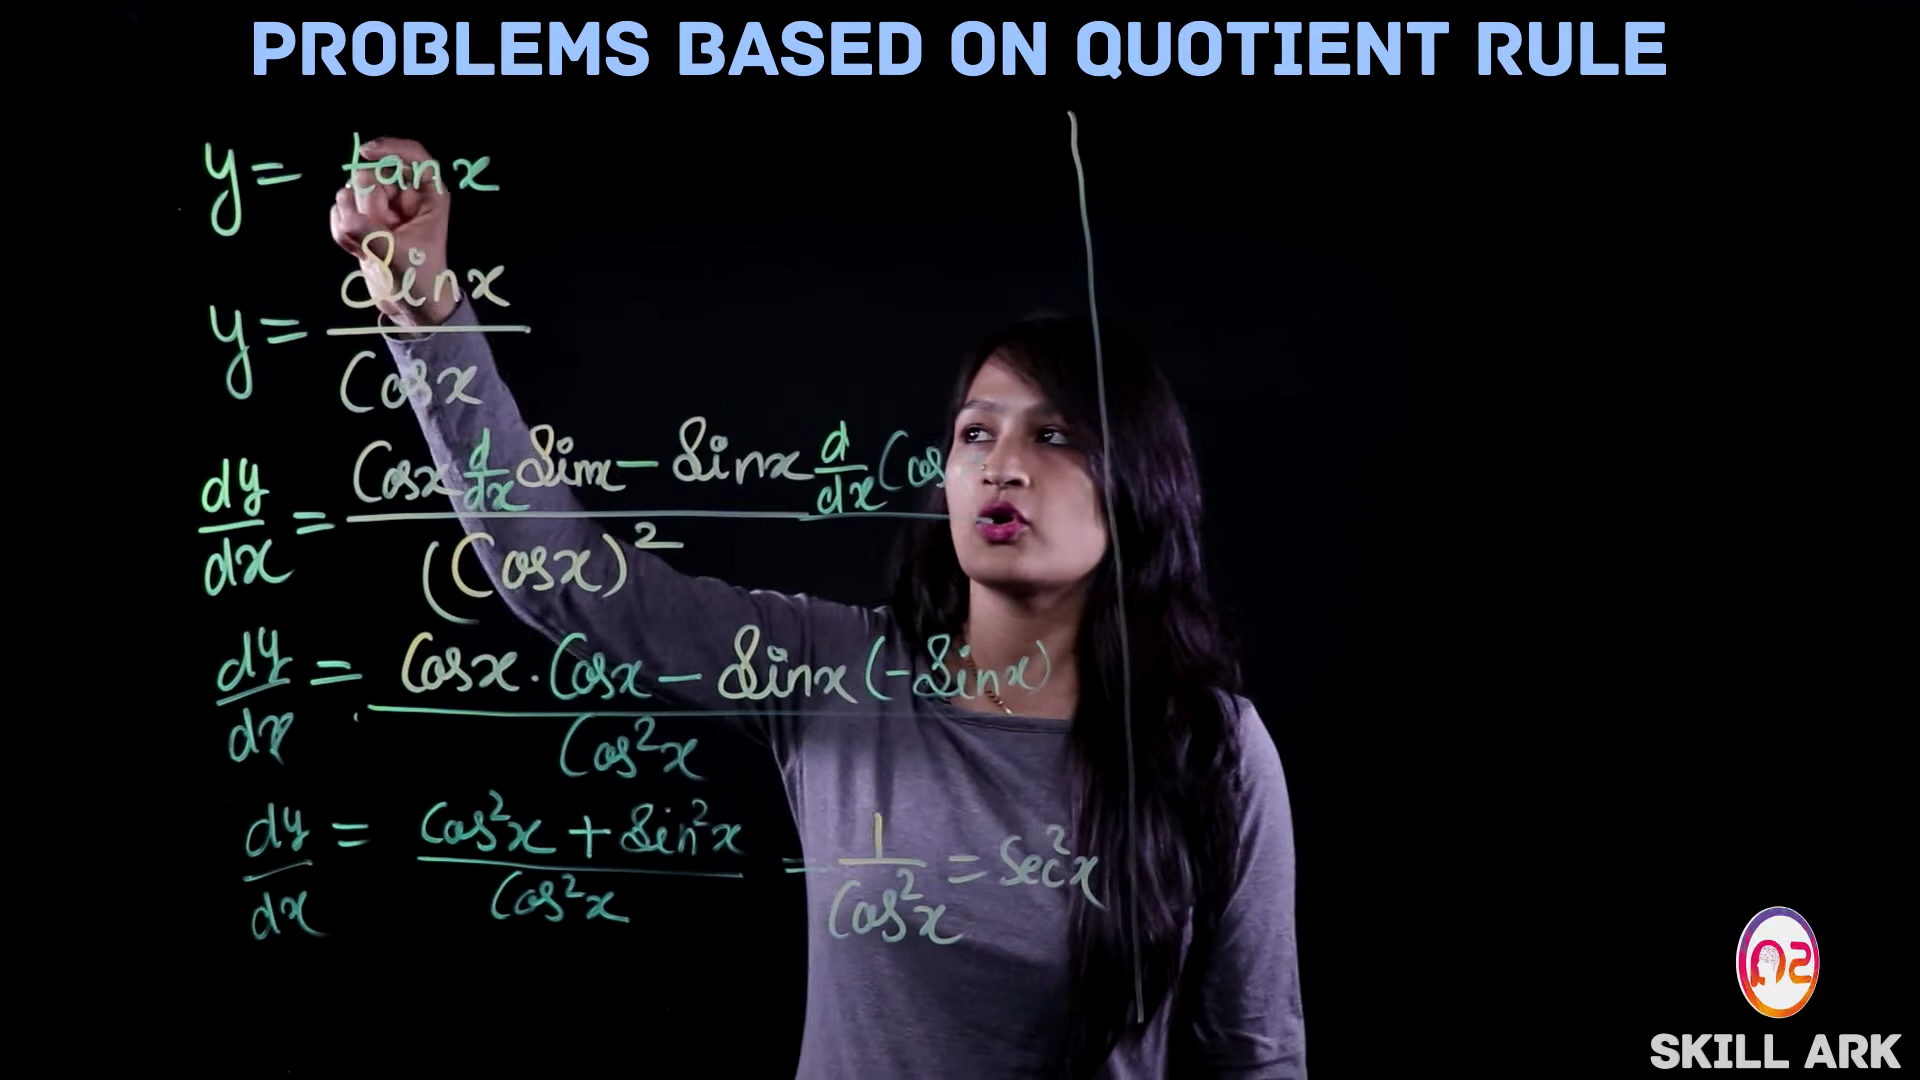 PROBLEMS BASED ON QUOTIENT RULE
y = tanx
y = Sinx / Cosx
dy/dx = Cosx d/dx Sinx - Sinx d/dx Cos / (Cosx)²
dy/dx = Cosx · Cosx - Sinx (-Sinx) / Cos²x
dy/dx = Cos²x + Sin²x / Cos²x = 1 / Cos²x = Sec²x
SKILL ARK